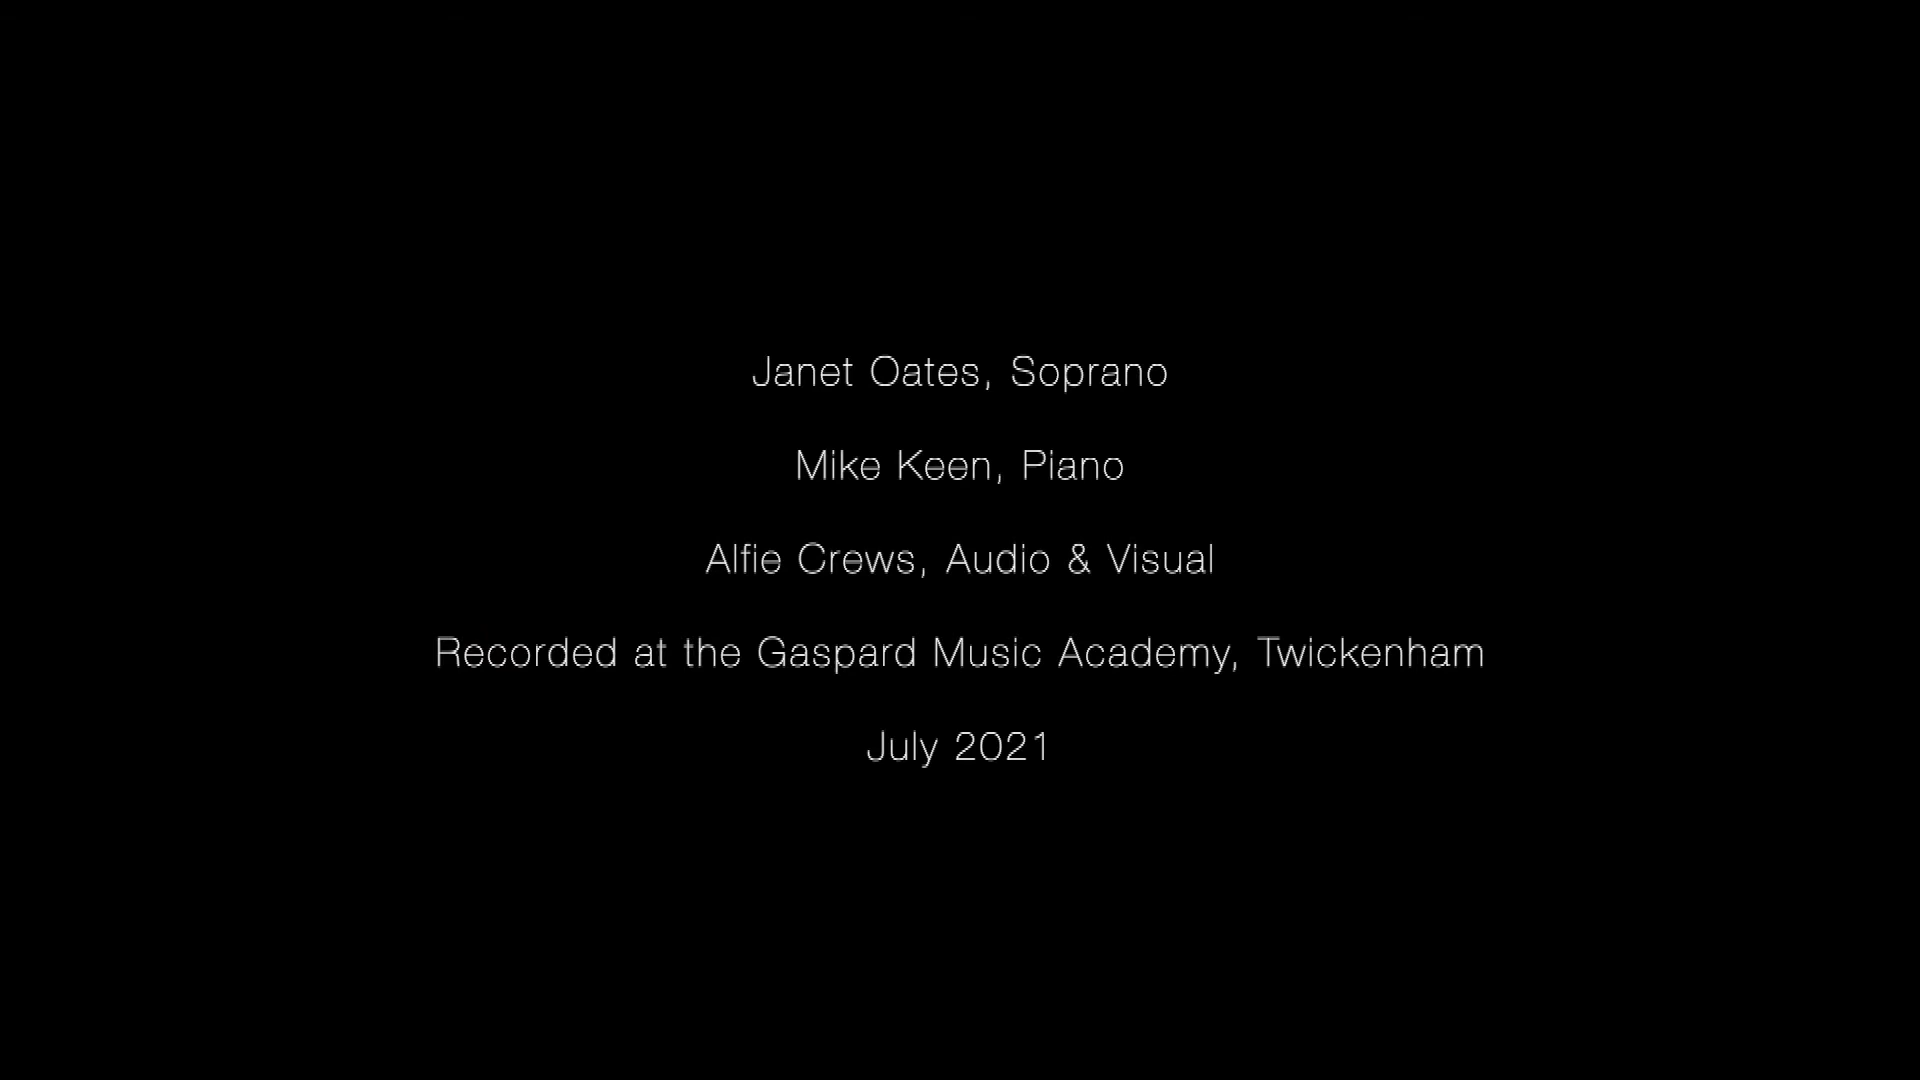 Janet Oates, Soprano
Mike Keen, Piano
Alfie Crews, Audio & Visual
Recorded at the Gaspard Music Academy, Twickenham
July 2021